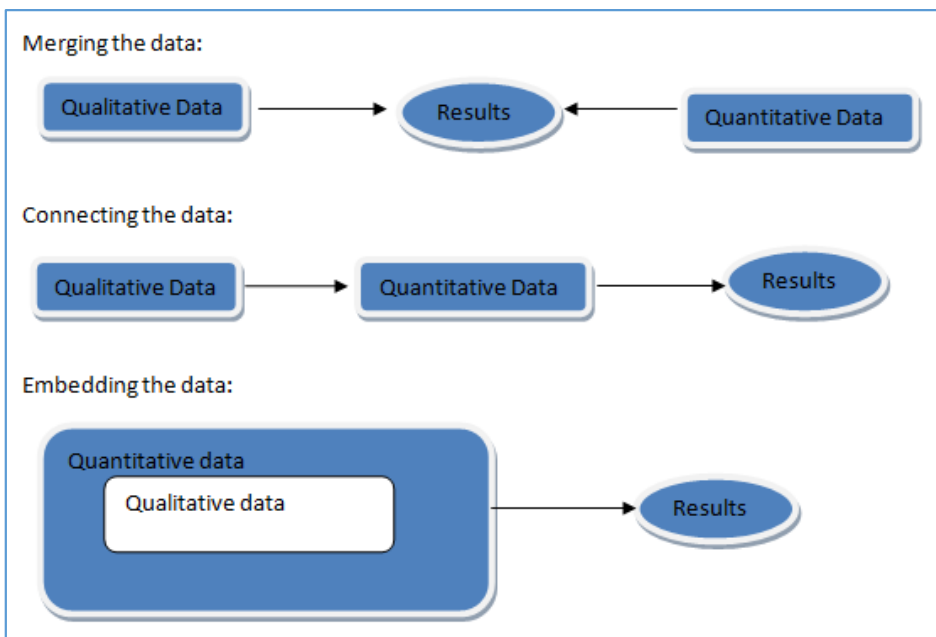 Merging the data:
Qualitative Data
Results
Quantitative Data
Connecting the data:
Qualitative Data
Quantitative Data
Results
Embedding the data:
Quantitative data
Qualitative data
Results